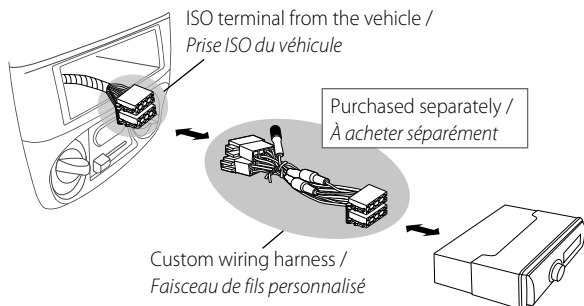 ISO terminal from the vehicle /
Prise ISO du véhicule
Purchased separately /
À acheter séparément
Custom wiring harness /
Faisceau de fils personnalisé